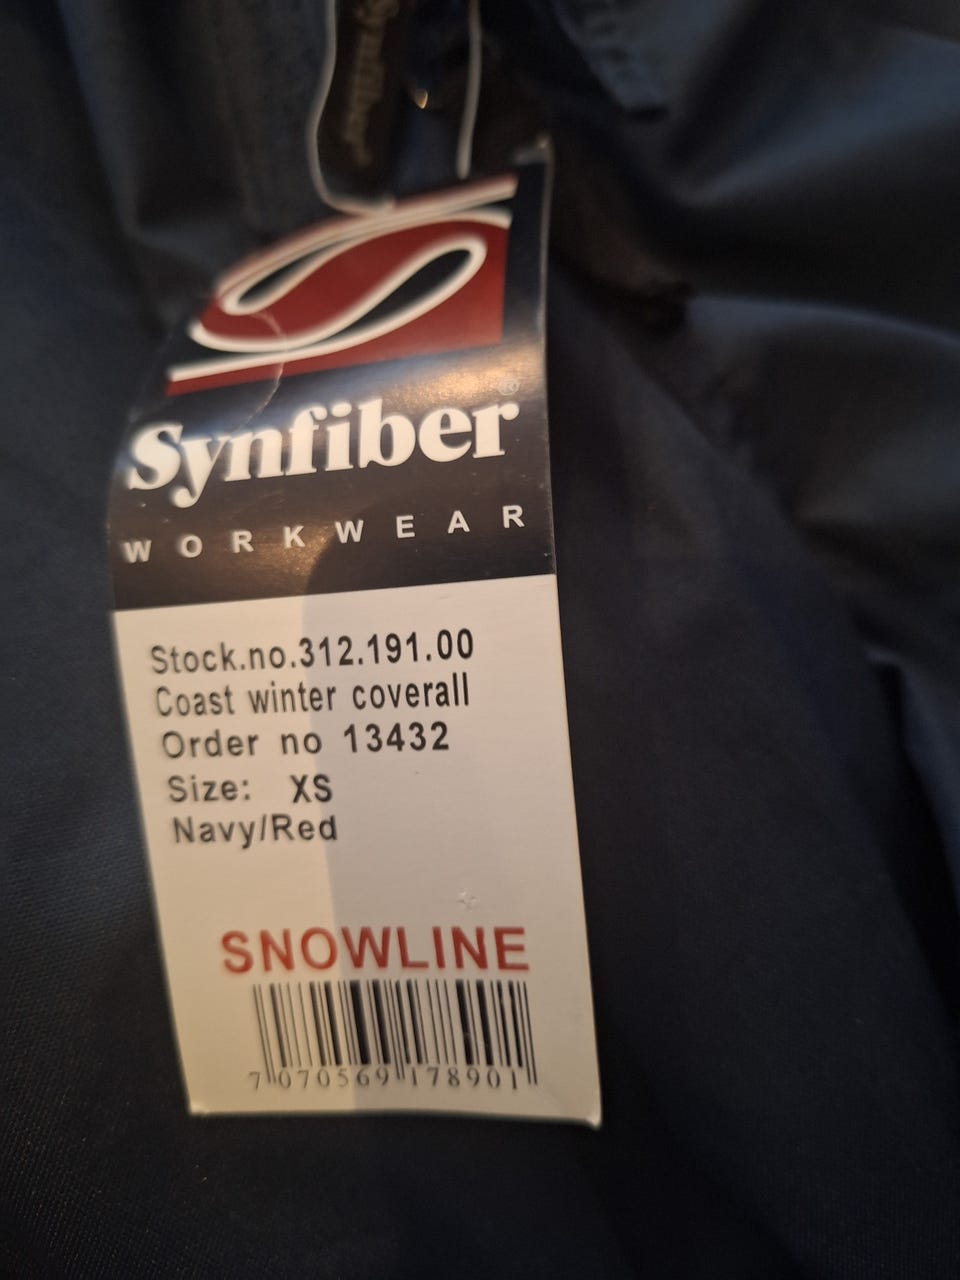 Synfiber®
WORKWEAR
Stock.no.312.191.00
Coast winter coverall
Order no 13432
Size: XS
Navy/Red
SNOWLINE
7 070569 178901